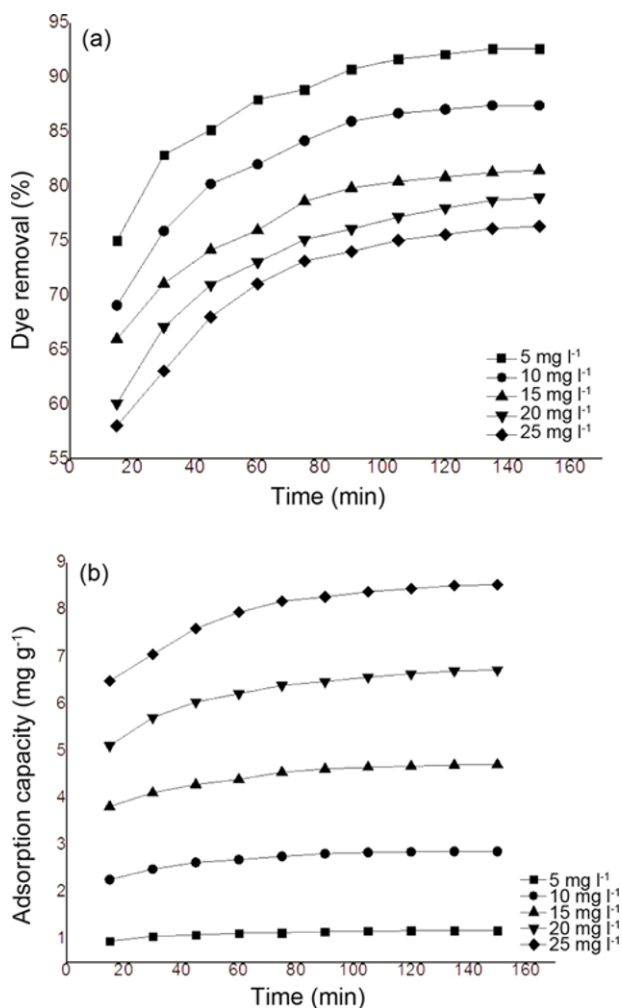 (a)
95
90
85
80
75
70
65
60
55
Dye removal (%)
5 mg l⁻¹
10 mg l⁻¹
15 mg l⁻¹
20 mg l⁻¹
25 mg l⁻¹
0 20 40 60 80 100 120 140 160
Time (min)
(b)
9
8
7
6
5
4
3
2
1
Adsorption capacity (mg g⁻¹)
5 mg l⁻¹
10 mg l⁻¹
15 mg l⁻¹
20 mg l⁻¹
25 mg l⁻¹
0 20 40 60 80 100 120 140 160
Time (min)